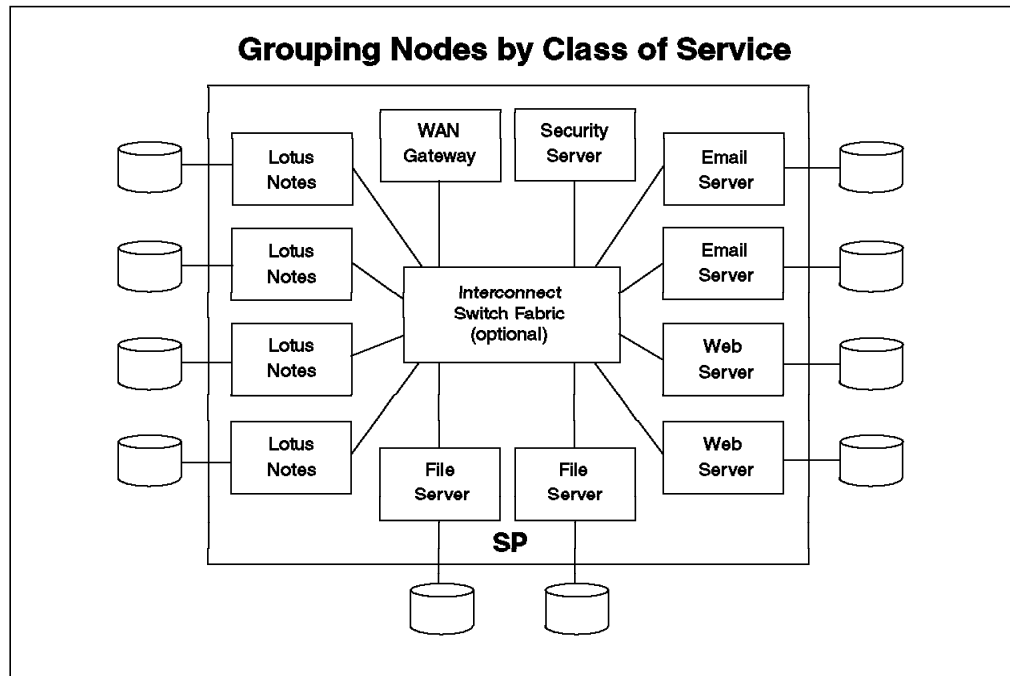 Grouping Nodes by Class of Service
WAN
Gateway
Security
Server
Lotus
Notes
Email
Server
Lotus
Notes
Email
Server
Interconnect
Switch Fabric
(optional)
Lotus
Notes
Web
Server
Lotus
Notes
Web
Server
File
Server
File
Server
SP